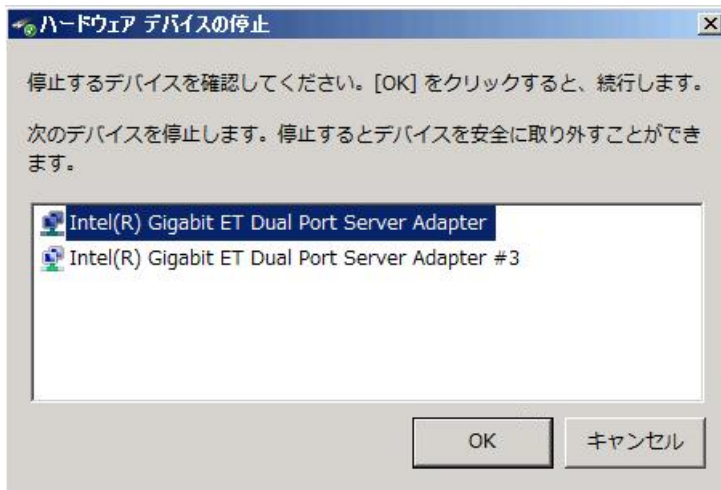 ハードウェア デバイスの停止
停止するデバイスを確認してください。[OK] をクリックすると、続行します。
次のデバイスを停止します。停止するとデバイスを安全に取り外すことができ
ます。
Intel(R) Gigabit ET Dual Port Server Adapter
Intel(R) Gigabit ET Dual Port Server Adapter #3
OK
キャンセル